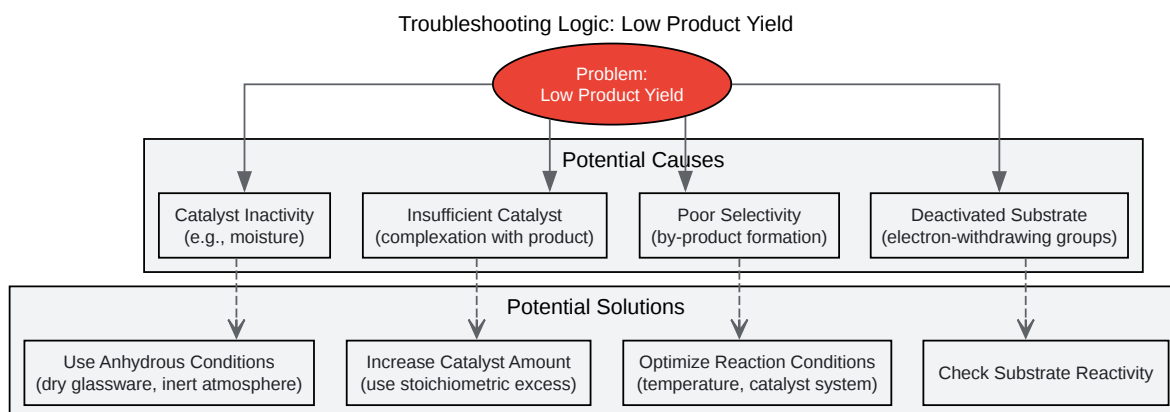 Troubleshooting Logic: Low Product Yield
Problem:
Low Product Yield
Potential Causes
Catalyst Inactivity
(e.g., moisture)
Insufficient Catalyst
(complexation with product)
Poor Selectivity
(by-product formation)
Deactivated Substrate
(electron-withdrawing groups)
Potential Solutions
Use Anhydrous Conditions
(dry glassware, inert atmosphere)
Increase Catalyst Amount
(use stoichiometric excess)
Optimize Reaction Conditions
(temperature, catalyst system)
Check Substrate Reactivity